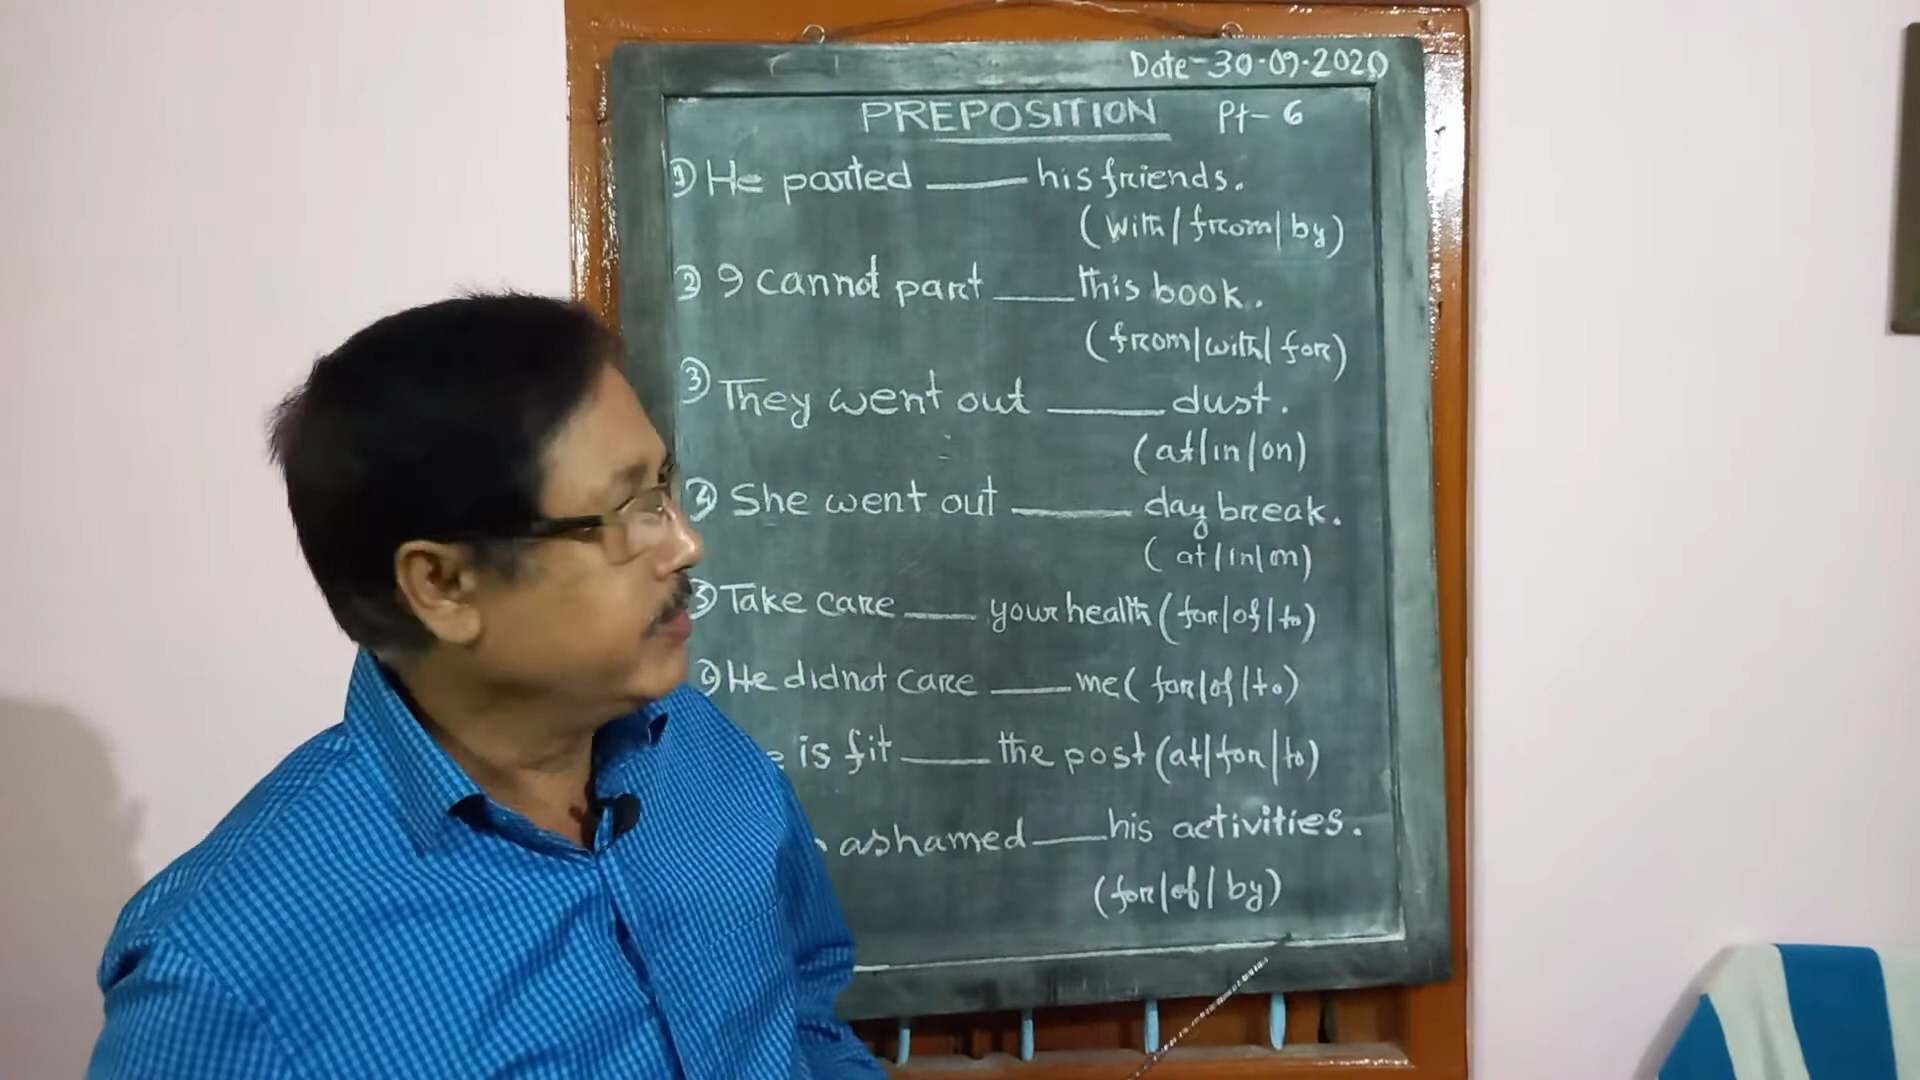 Date-30-09-2020
PREPOSITION Pt-6
① He parted ____ his friends.
(with/from/by)
② I cannot part ____ this book.
(from/with/for)
③ They went out ____ dust.
(at/in/on)
④ She went out ____ day break.
(at/in/on)
⑤ Take care ____ your health (for/of/to)
⑥ He didnot care ____ me (for/of/to)
is fit ____ the post (at/for/to)
ashamed ____ his activities.
(for/of/by)